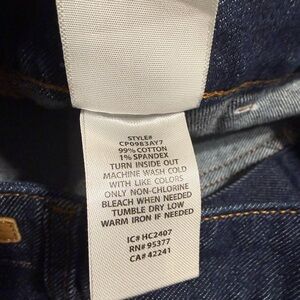 STYLE#
CP0983AY7
99% COTTON
1% SPANDEX
TURN INSIDE OUT
MACHINE WASH COLD
WITH LIKE COLORS
ONLY NON-CHLORINE
BLEACH WHEN NEEDED
TUMBLE DRY LOW
WARM IRON IF NEEDED
IC# HC2407
RN# 95377
CA# 42241